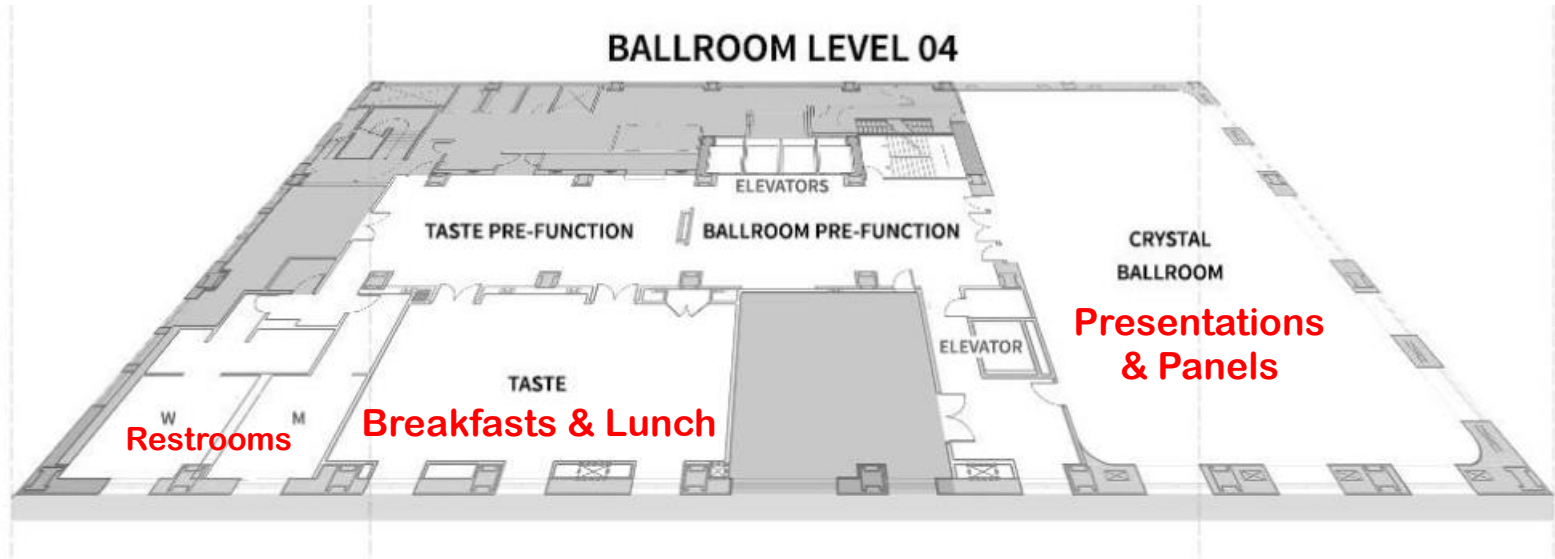 BALLROOM LEVEL 04
ELEVATORS
TASTE PRE-FUNCTION
BALLROOM PRE-FUNCTION
CRYSTAL
BALLROOM
Presentations
& Panels
ELEVATOR
TASTE
Breakfasts & Lunch
W
M
Restrooms